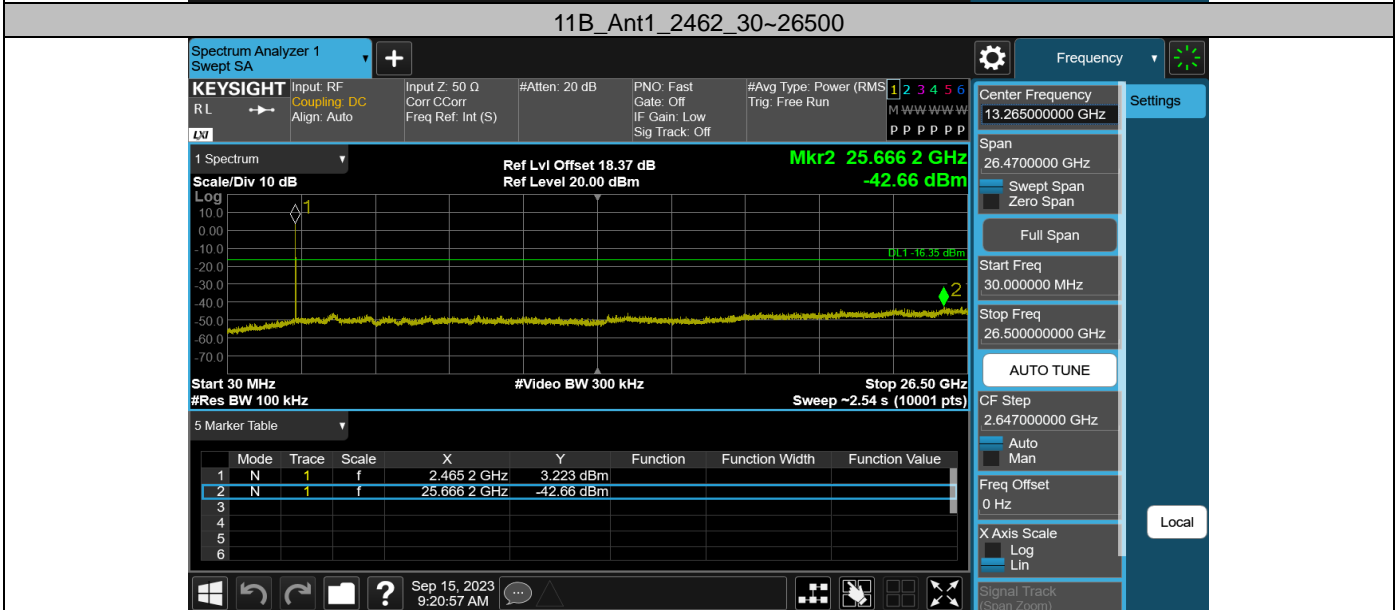 11B_Ant1_2462_30~26500
Spectrum Analyzer 1
Swept SA
Frequency
KEYSIGHT
RL
LXI
Input: RF
Coupling: DC
Align: Auto
Input Z: 50 Ω
Corr CCorr
Freq Ref: Int (S)
#Atten: 20 dB
PNO: Fast
Gate: Off
IF Gain: Low
Sig Track: Off
#Avg Type: Power (RMS
Trig: Free Run
1 2 3 4 5 6
M W W W W W
P P P P P P
Center Frequency
13.265000000 GHz
Settings
Span
26.4700000 GHz
Swept Span
Zero Span
Full Span
Start Freq
30.000000 MHz
Stop Freq
26.500000000 GHz
AUTO TUNE
CF Step
2.647000000 GHz
Auto
Man
Freq Offset
0 Hz
X Axis Scale
Log
Lin
Signal Track
(Span Zoom)
Local
1 Spectrum
Scale/Div 10 dB
Ref Lvl Offset 18.37 dB
Ref Level 20.00 dBm
Mkr2 25.666 2 GHz
-42.66 dBm
Log
10.0
0.00
-10.0
-20.0
-30.0
-40.0
-50.0
-60.0
-70.0
1
DL1 -16.35 dBm
2
Start 30 MHz
#Res BW 100 kHz
#Video BW 300 kHz
Stop 26.50 GHz
Sweep ~2.54 s (10001 pts)
5 Marker Table
Mode Trace Scale X Y Function Function Width Function Value
1 N 1 f 2.465 2 GHz 3.223 dBm
2 N 1 f 25.666 2 GHz -42.66 dBm
3
4
5
6
?
Sep 15, 2023
9:20:57 AM